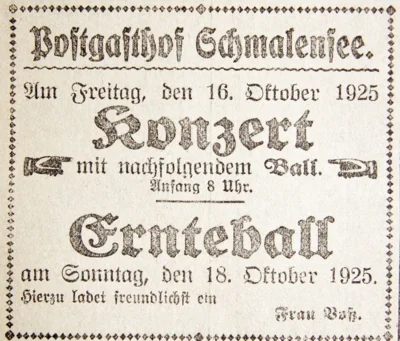 Postgasthof Schmalensee.
Am Freitag, den 16. Oktober 1925
Konzert
mit nachfolgendem Ball.
Anfang 8 Uhr.
Ernteball
am Sonntag, den 18. Oktober 1925.
Hierzu ladet freundlichst ein
Frau Voß.